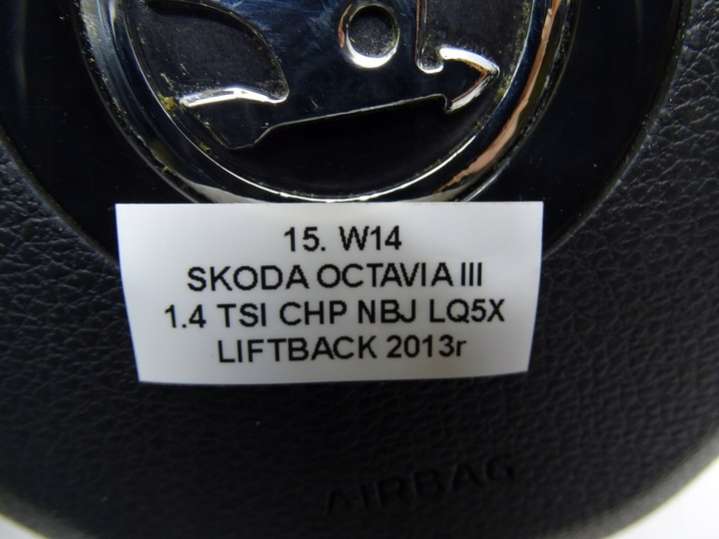 15. W14
SKODA OCTAVIA III
1.4 TSI CHP NBJ LQ5X
LIFTBACK 2013r
AIRBAG